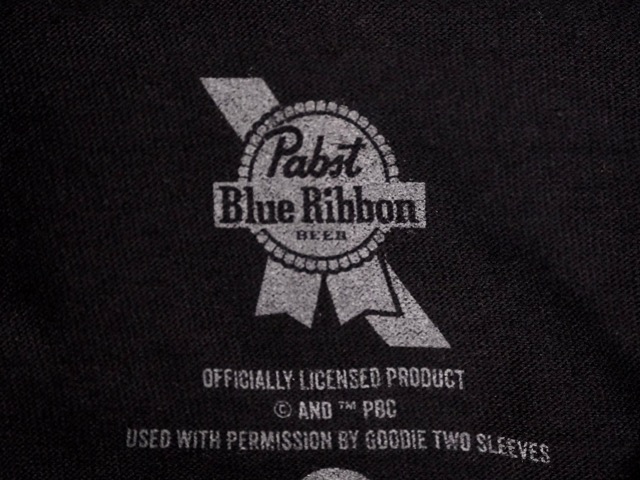 Pabst
Blue Ribbon
BEER
OFFICIALLY LICENSED PRODUCT
© AND ™ PBC
USED WITH PERMISSION BY GOODIE TWO SLEEVES